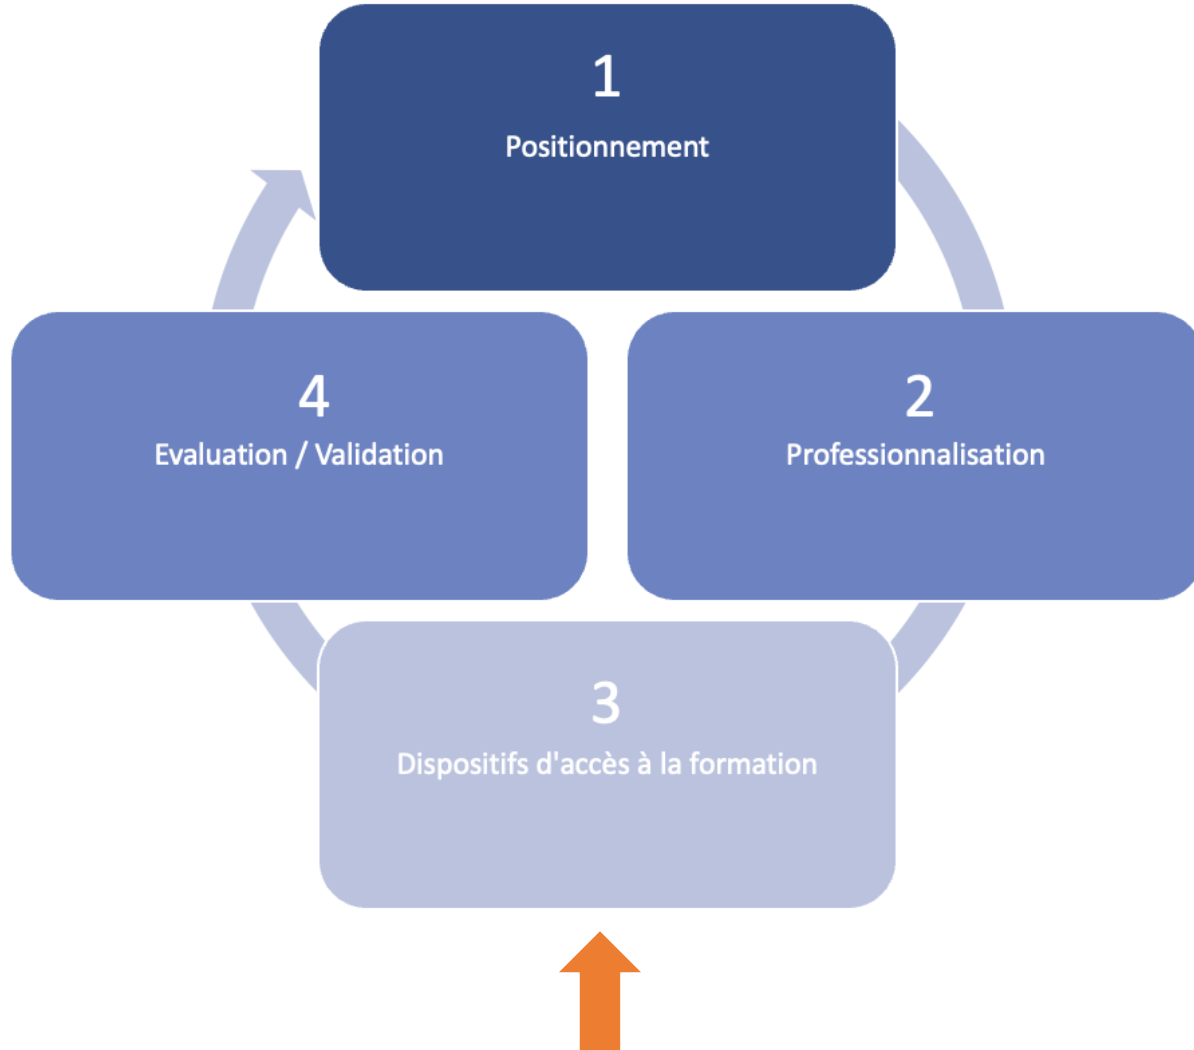 1
Positionnement
2
Professionnalisation
3
Dispositifs d'accès à la formation
4
Evaluation / Validation